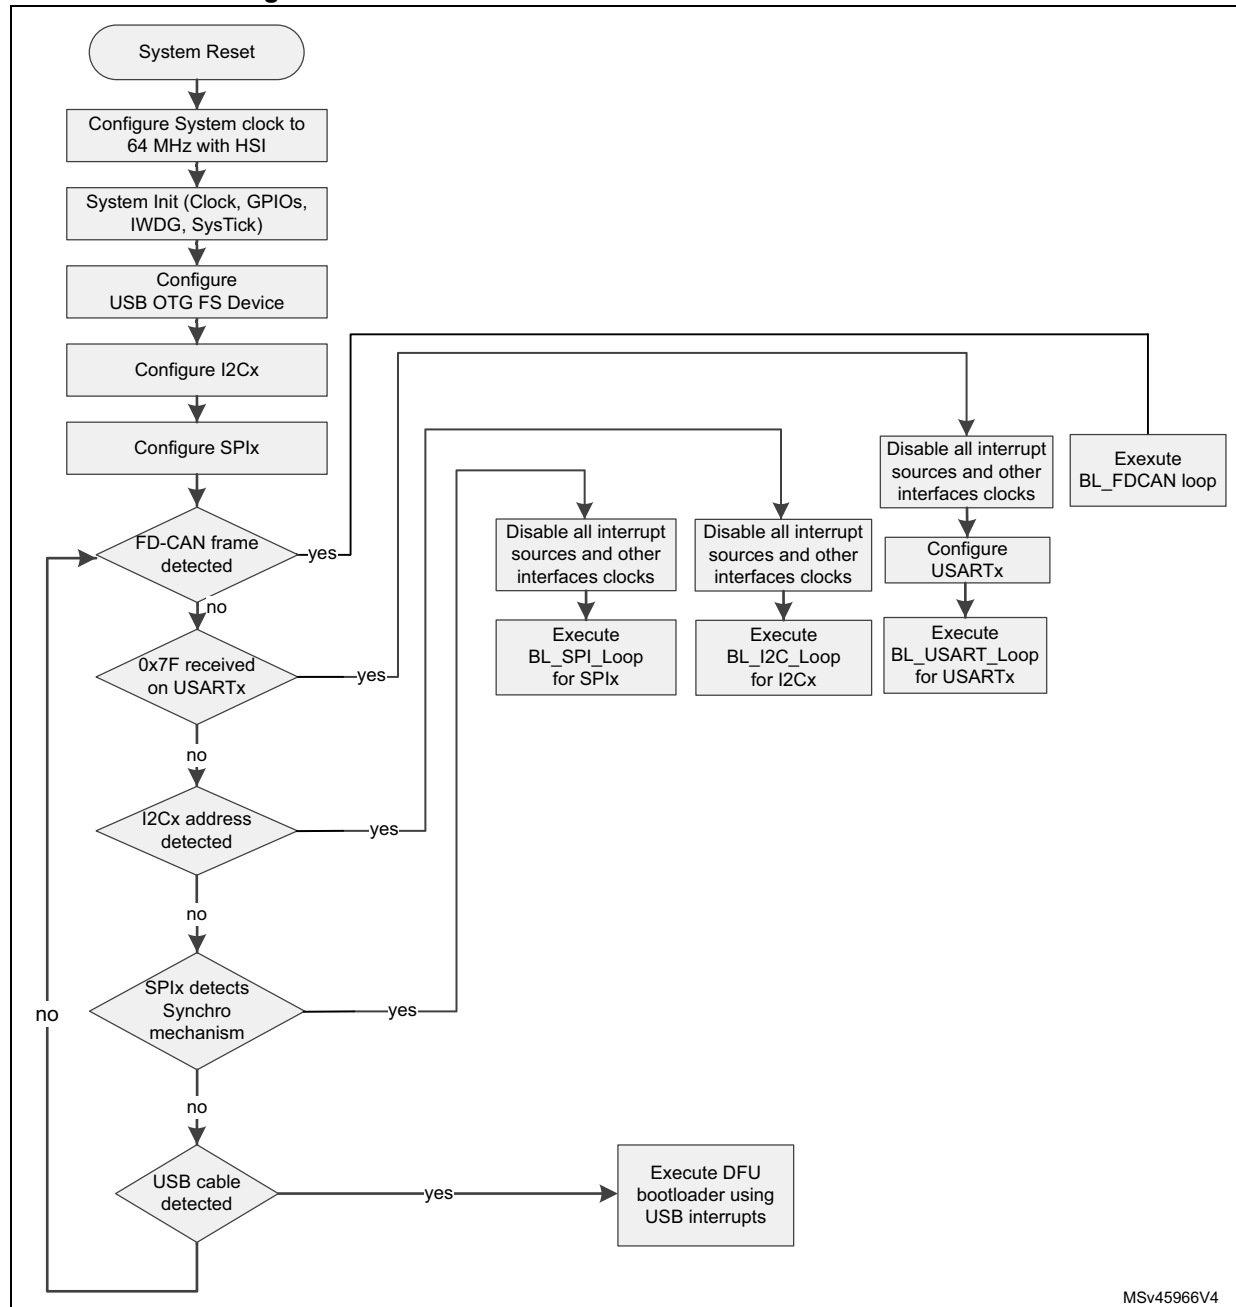 System Reset
Configure System clock to
64 MHz with HSI
System Init (Clock, GPIOs,
IWDG, SysTick)
Configure
USB OTG FS Device
Configure I2Cx
Configure SPIx
FD-CAN frame
detected
yes
no
0x7F received
on USARTx
yes
no
I2Cx address
detected
yes
no
SPIx detects
Synchro
mechanism
yes
no
USB cable
detected
yes
no
Disable all interrupt
sources and other
interfaces clocks
Execute
BL_SPI_Loop
for SPIx
Disable all interrupt
sources and other
interfaces clocks
Execute
BL_I2C_Loop
for I2Cx
Disable all interrupt
sources and other
interfaces clocks
Configure
USARTx
Execute
BL_USART_Loop
for USARTx
Exexute
BL_FDCAN loop
Execute DFU
bootloader using
USB interrupts
MSv45966V4